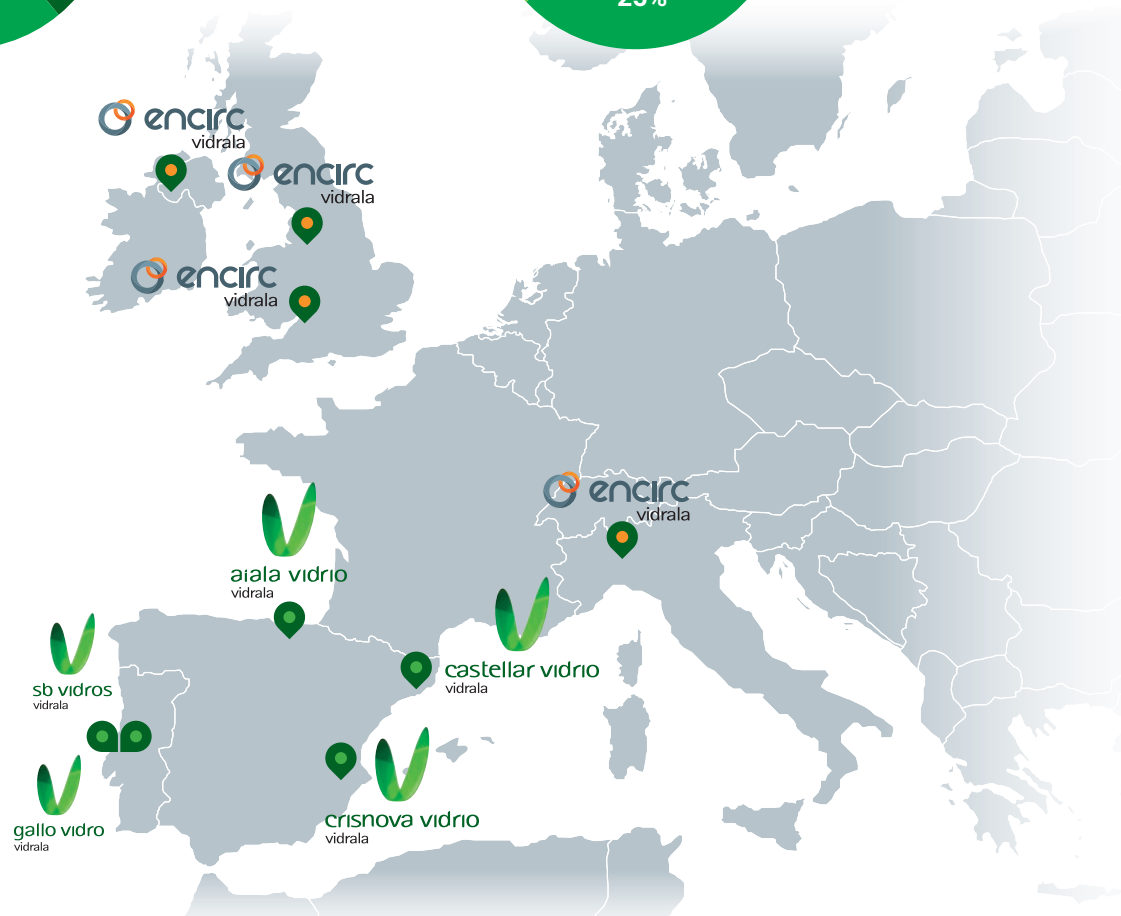 25%
encirc
vidrala
encirc
vidrala
encirc
vidrala
encirc
vidrala
aiala vidrio
vidrala
castellar vidrio
vidrala
sb vidros
vidrala
gallo vidro
vidrala
crisnova vidrio
vidrala